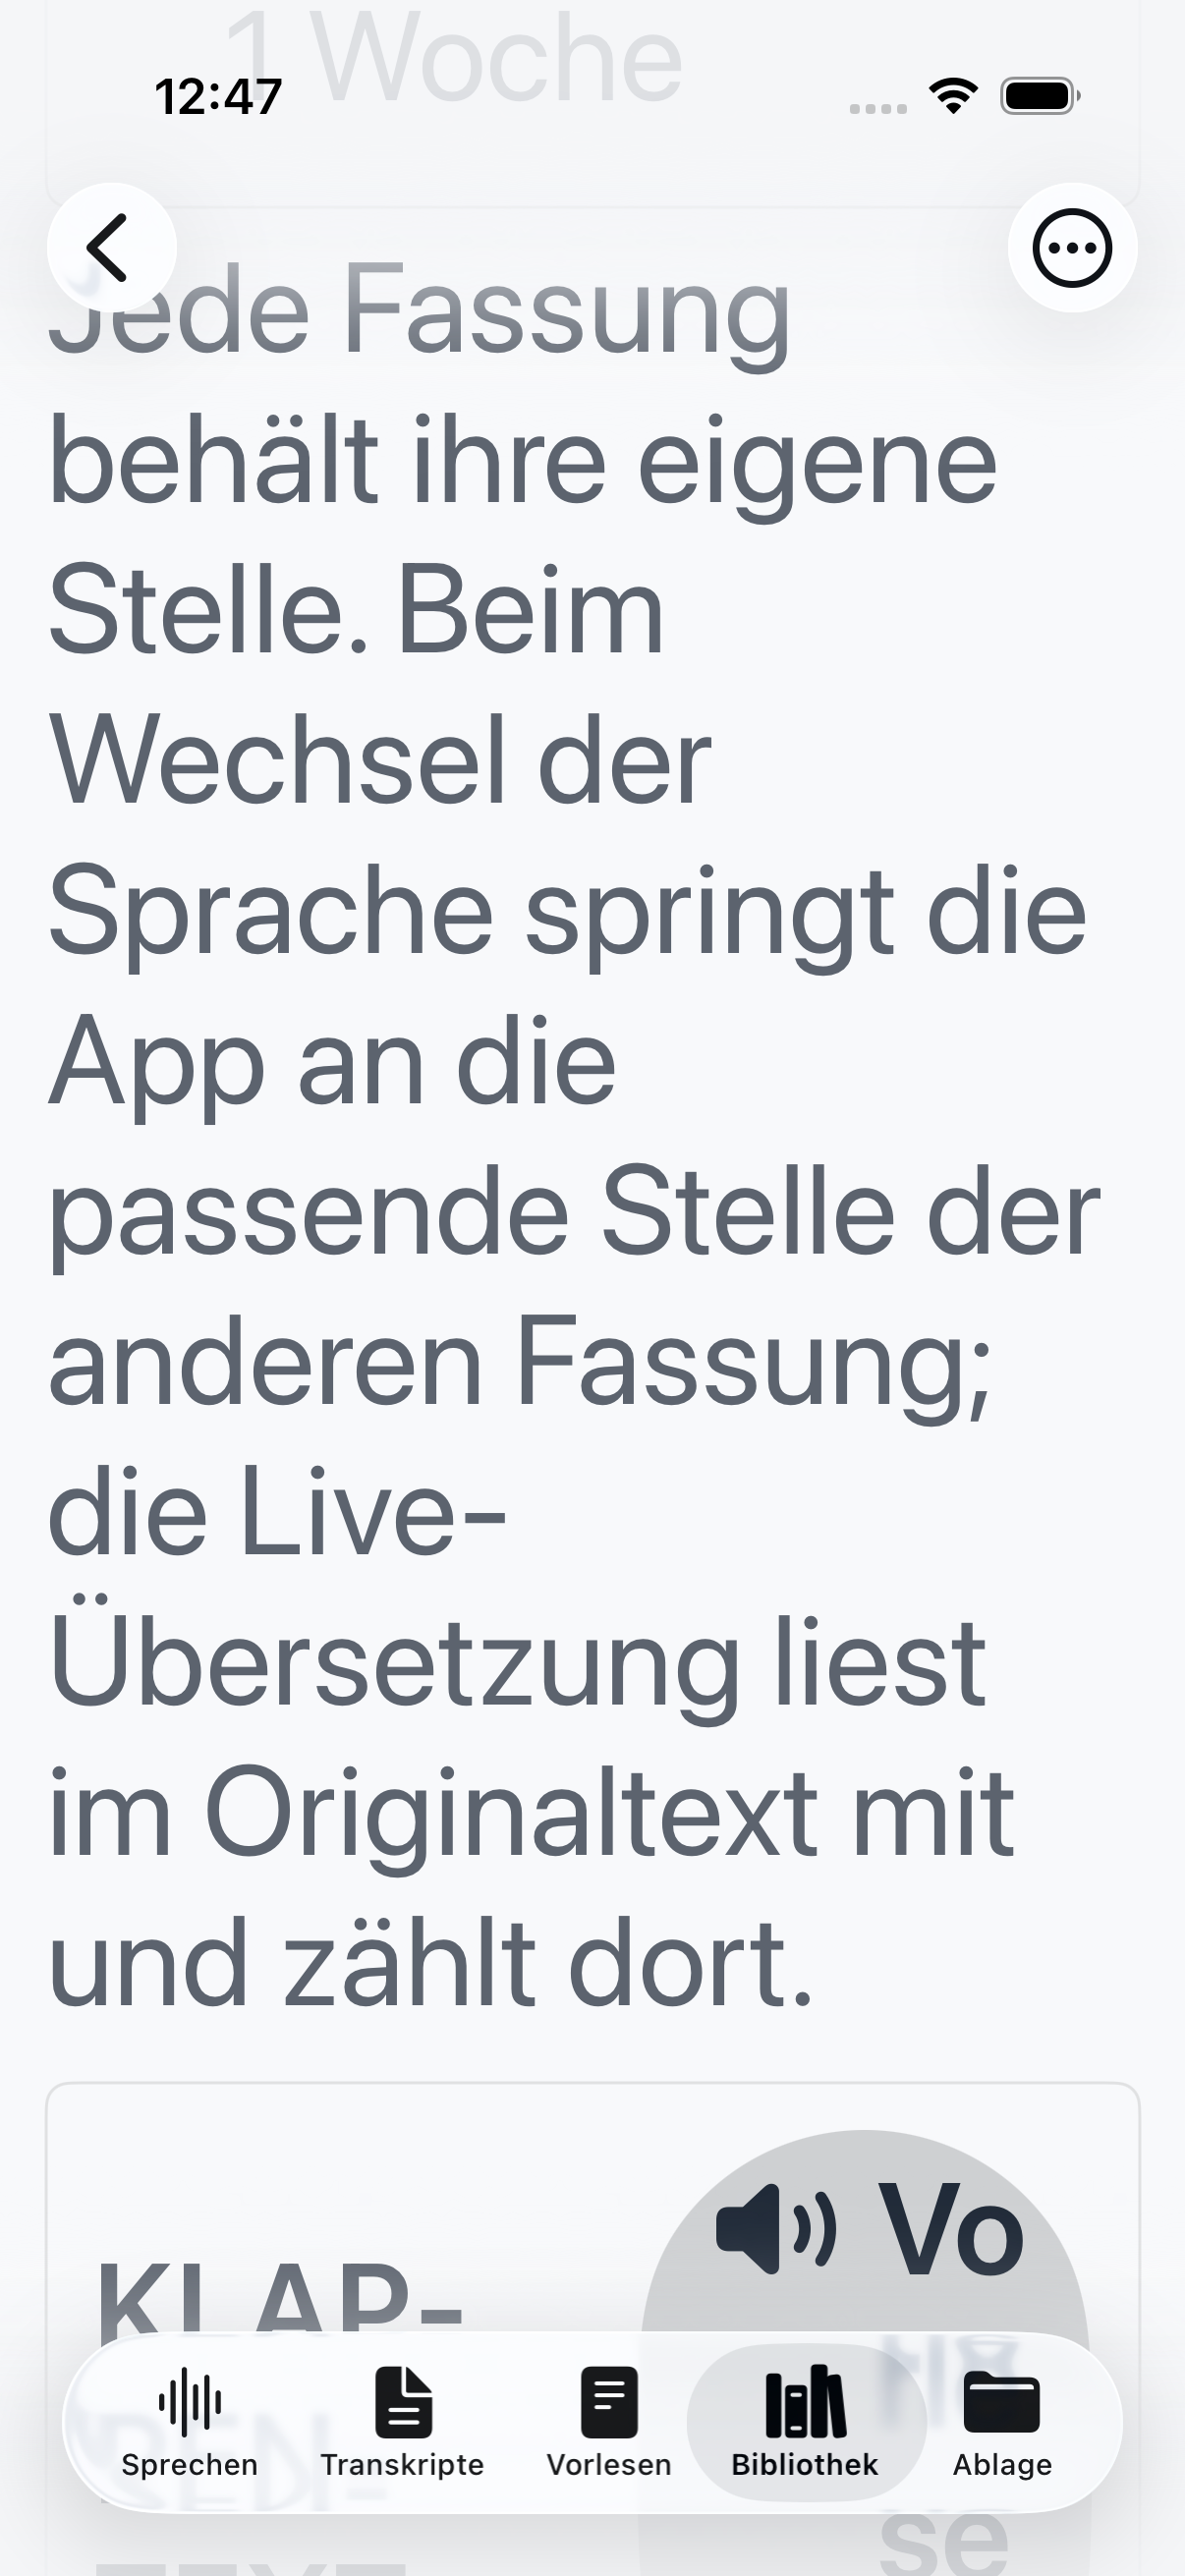 1 Woche
12:47
Jede Fassung
behält ihre eigene
Stelle. Beim
Wechsel der
Sprache springt die
App an die
passende Stelle der
anderen Fassung;
die Live-
Übersetzung liest
im Originaltext mit
und zählt dort.
Vo
KLAP-
se
Sprechen
Transkripte
Vorlesen
Bibliothek
Ablage